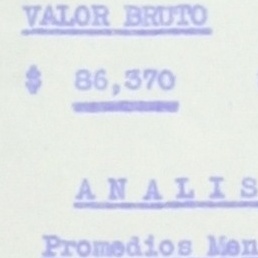 VALOR BRUTO
$ 86,370
A N A L I S
Promedios Men